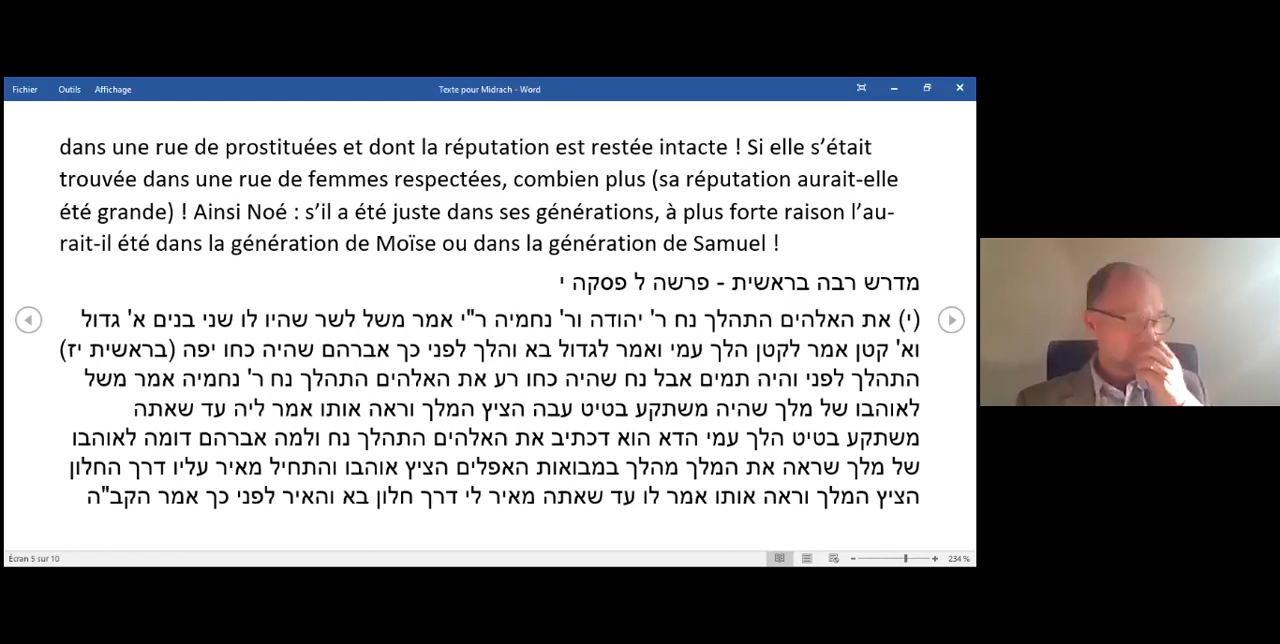 Fichier Outils Affichage
Texte pour Midrach - Word
dans une rue de prostituées et dont la réputation est restée intacte ! Si elle s’était
trouvée dans une rue de femmes respectées, combien plus (sa réputation aurait-elle
été grande) ! Ainsi Noé : s’il a été juste dans ses générations, à plus forte raison l’au-
rait-il été dans la génération de Moïse ou dans la génération de Samuel !
מדרש רבה בראשית - פרשה ל פסקה י
(י) את האלהים התהלך נח ר' יהודה ור' נחמיה ר"י אמר משל לשר שהיו לו שני בנים א' גדול
וא' קטן אמר לקטן הלך עמי ואמר לגדול בא והלך לפני כך אברהם שהיה כחו יפה (בראשית יז)
התהלך לפני והיה תמים אבל נח שהיה כחו רע את האלהים התהלך נח ר' נחמיה אמר משל
לאוהבו של מלך שהיה משתקע בטיט עבה הציץ המלך וראה אותו אמר ליה עד שאתה
משתקע בטיט הלך עמי הדא הוא דכתיב את האלהים התהלך נח ולמה אברהם דומה לאוהבו
של מלך שראה את המלך מהלך במבואות האפלים הציץ אוהבו והתחיל מאיר עליו דרך החלון
הציץ המלך וראה אותו אמר לו עד שאתה מאיר לי דרך חלון בא והאיר לפני כך אמר הקב"ה
Écran 5 sur 10
234 %